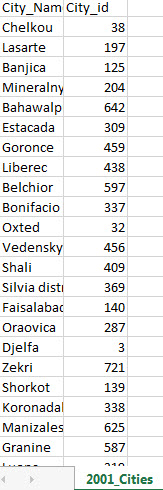 City_Nam City_id
Chelkou 38
Lasarte 197
Banjica 125
Mineralny 204
Bahawalp 642
Estacada 309
Goronce 459
Liberec 438
Belchior 597
Bonifacio 337
Oxted 32
Vedensky 456
Shali 409
Silvia distr 369
Faisalabac 140
Oraovica 287
Djelfa 3
Zekri 721
Shorkot 139
Koronadal 338
Manizales 625
Granine 587
2001_Cities